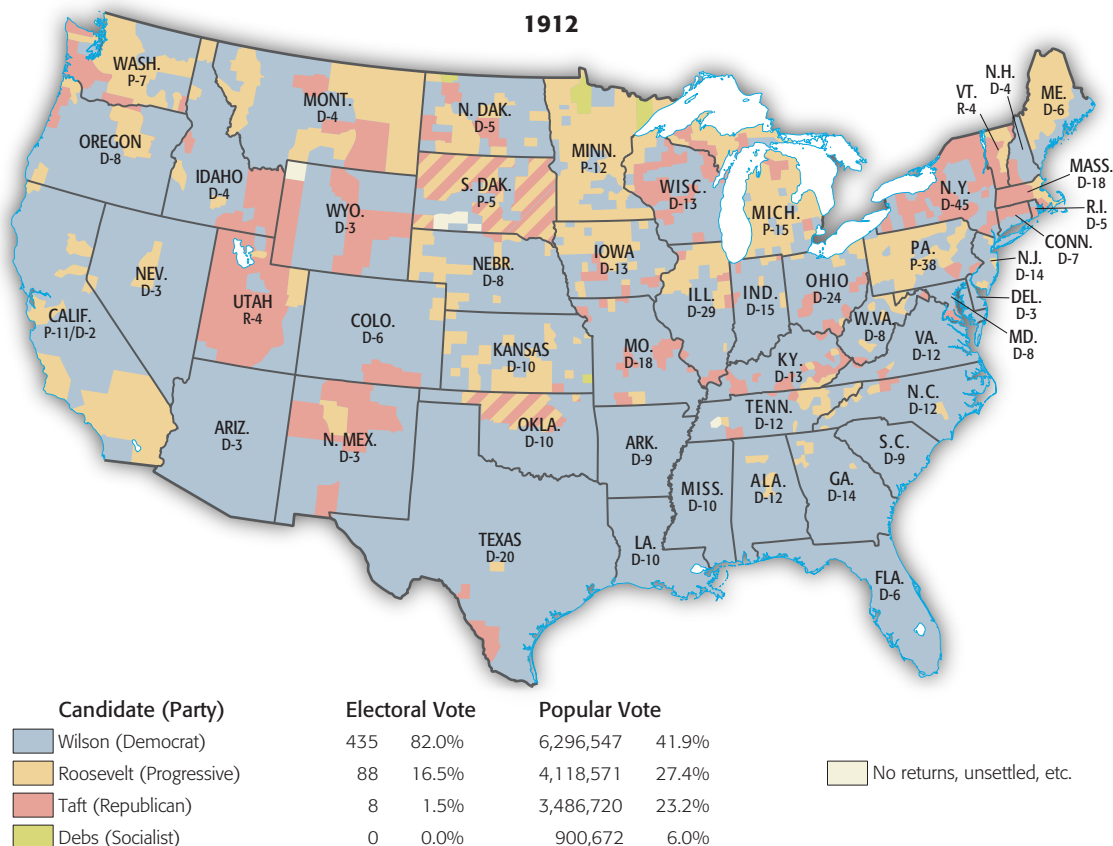 1912
WASH.
P-7
OREGON
D-8
CALIF.
P-11/D-2
NEV.
D-3
IDAHO
D-4
MONT.
D-4
WYO.
D-3
UTAH
R-4
COLO.
D-6
ARIZ.
D-3
N. MEX.
D-3
N. DAK.
D-5
S. DAK.
P-5
NEBR.
D-8
KANSAS
D-10
OKLA.
D-10
TEXAS
D-20
MINN.
P-12
IOWA
D-13
MO.
D-18
ARK.
D-9
LA.
D-10
WISC.
D-13
ILL.
D-29
MICH.
P-15
IND.
D-15
OHIO
D-24
KY.
D-13
TENN.
D-12
MISS.
D-10
ALA.
D-12
GA.
D-14
FLA.
D-6
S.C.
D-9
N.C.
D-12
VA.
D-12
W.VA.
D-8
PA.
P-38
N.Y.
D-45
VT.
R-4
N.H.
D-4
ME.
D-6
MASS.
D-18
R.I.
D-5
CONN.
D-7
N.J.
D-14
DEL.
D-3
MD.
D-8
Candidate (Party) Electoral Vote Popular Vote
Wilson (Democrat) 435 82.0% 6,296,547 41.9%
Roosevelt (Progressive) 88 16.5% 4,118,571 27.4%
Taft (Republican) 8 1.5% 3,486,720 23.2%
Debs (Socialist) 0 0.0% 900,672 6.0%
No returns, unsettled, etc.